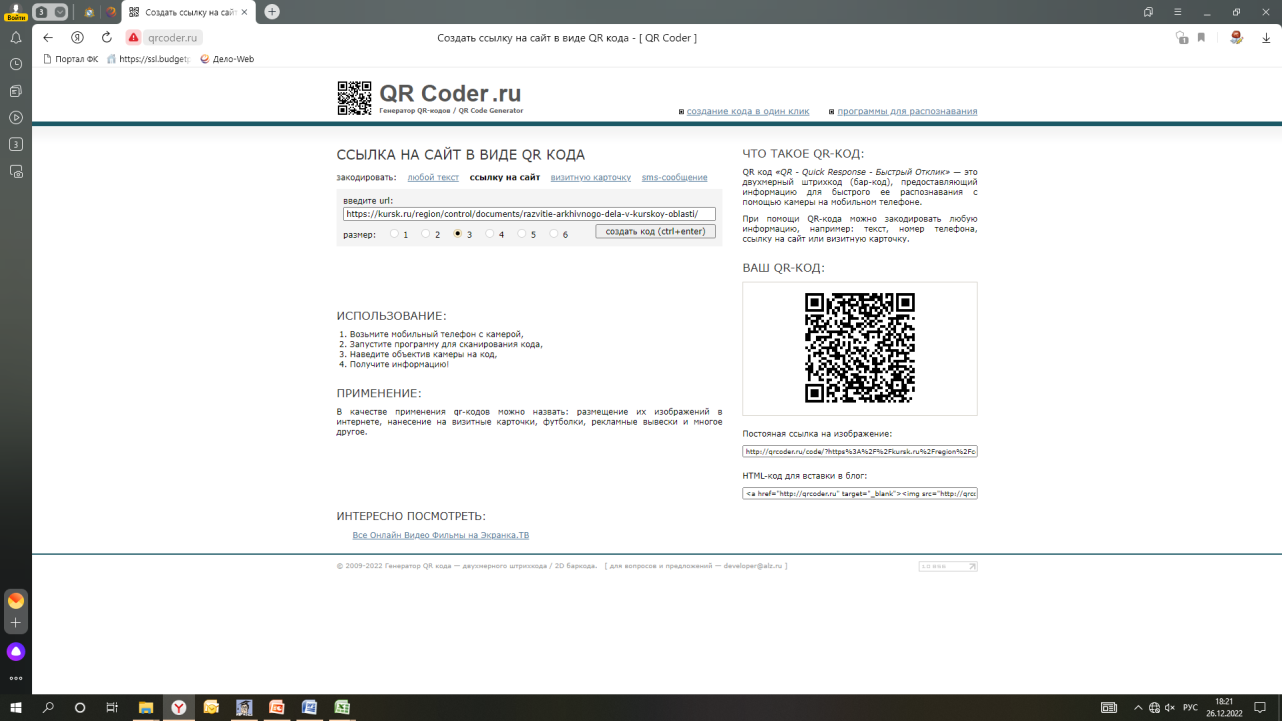 Войти
3
Создать ссылку на сайт
qrcoder.ru
Создать ссылку на сайт в виде QR кода - [ QR Coder ]
1
Портал ФК
https://ssl.budgetp
Дело-Web
3
QR Coder.ru
Генератор QR-кодов / QR Code Generator
создание кода в один клик
программы для распознавания
ССЫЛКА НА САЙТ В ВИДЕ QR КОДА
закодировать: любой текст ссылку на сайт визитную карточку sms-сообщение
введите url:
https://kursk.ru/region/control/documents/razvitie-arkhivnogo-dela-v-kurskoy-oblasti/
размер: 1 2 3 4 5 6 создать код (ctrl+enter)
ИСПОЛЬЗОВАНИЕ:
1. Возьмите мобильный телефон с камерой,
2. Запустите программу для сканирования кода,
3. Наведите объектив камеры на код,
4. Получите информацию!
ПРИМЕНЕНИЕ:
В качестве применения qr-кодов можно назвать: размещение их изображений в
интернете, нанесение на визитные карточки, футболки, рекламные вывески и многое
другое.
ИНТЕРЕСНО ПОСМОТРЕТЬ:
Все Онлайн Видео Фильмы на Экранка.ТВ
ЧТО ТАКОЕ QR-КОД:
QR код «QR - Quick Response - Быстрый Отклик» — это
двухмерный штрихкод (бар-код), предоставляющий
информацию для быстрого ее распознавания с
помощью камеры на мобильном телефоне.
При помощи QR-кода можно закодировать любую
информацию, например: текст, номер телефона,
ссылку на сайт или визитную карточку.
ВАШ QR-КОД:
Постояная ссылка на изображение:
http://qrcoder.ru/code/?https%3A%2F%2Fkursk.ru%2Fregion%2Fc
HTML-код для вставки в блог:
<a href="http://qrcoder.ru" target="_blank"><img src="http://qrcc
© 2009-2022 Генератор QR кода — двухмерного штрихкода / 2D баркода. [ для вопросов и предложений — developer@alz.ru ]
РУС
18:21
26.12.2022